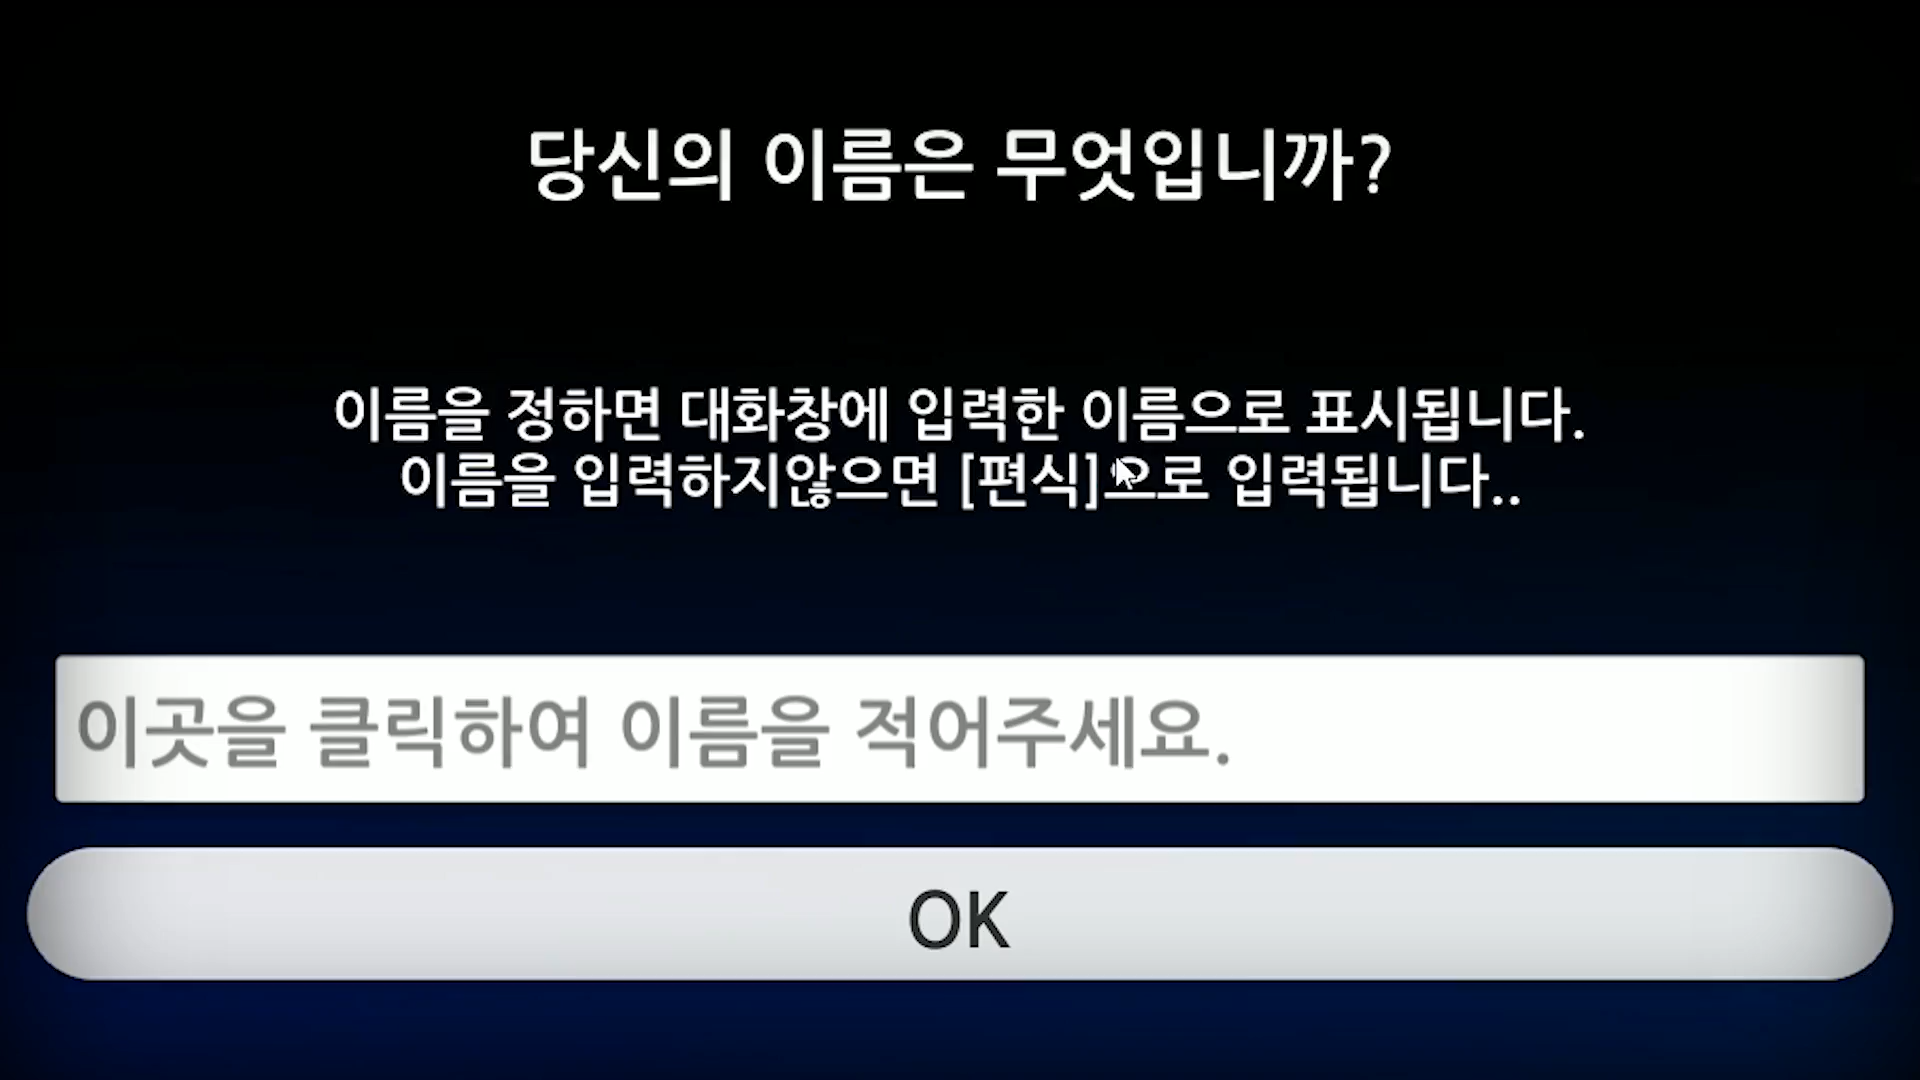 당신의 이름은 무엇입니까?
이름을 정하면 대화창에 입력한 이름으로 표시됩니다.
이름을 입력하지않으면 [편식]으로 입력됩니다..
이곳을 클릭하여 이름을 적어주세요.
OK